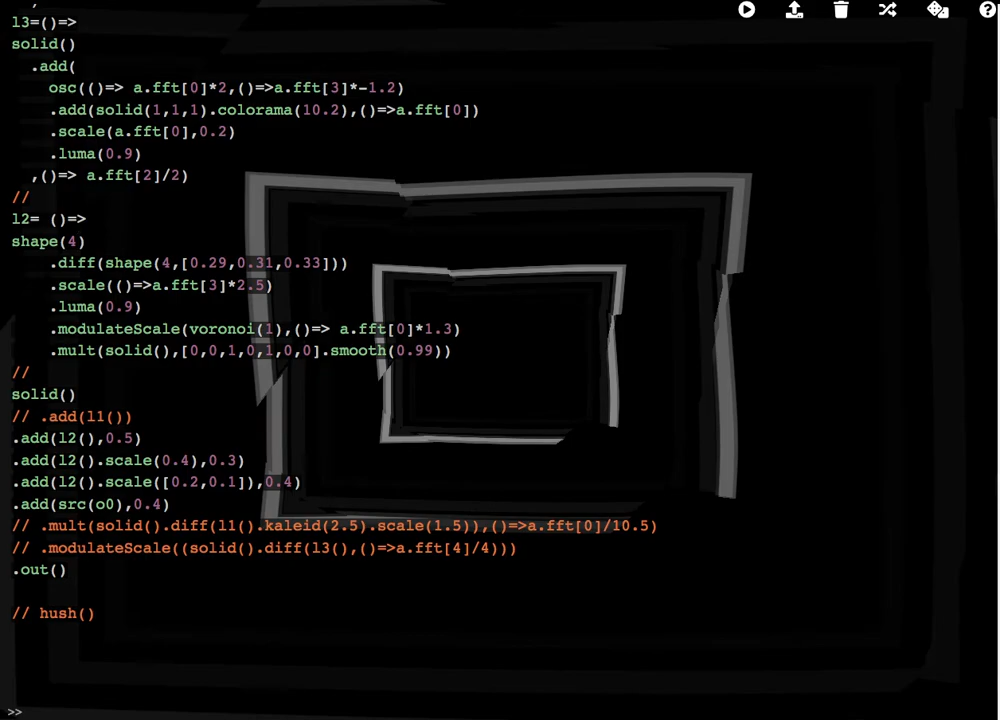 ,
l3=()=>
solid()
.add(
osc(()=> a.fft[0]*2,()=>a.fft[3]*-1.2)
.add(solid(1,1,1).colorama(10.2),()=>a.fft[0])
.scale(a.fft[0],0.2)
.luma(0.9)
,()=> a.fft[2]/2)
//
l2= ()=>
shape(4)
.diff(shape(4,[0.29,0.31,0.33]))
.scale(()=>a.fft[3]*2.5)
.luma(0.9)
.modulateScale(voronoi(1),()=> a.fft[0]*1.3)
.mult(solid(),[0,0,1,0,1,0,0].smooth(0.99))
//
solid()
// .add(l1())
.add(l2(),0.5)
.add(l2().scale(0.4),0.3)
.add(l2().scale([0.2,0.1]),0.4)
.add(src(o0),0.4)
// .mult(solid().diff(l1().kaleid(2.5).scale(1.5)),()=>a.fft[0]/10.5)
// .modulateScale((solid().diff(l3(),()=>a.fft[4]/4)))
.out()
// hush()
>>